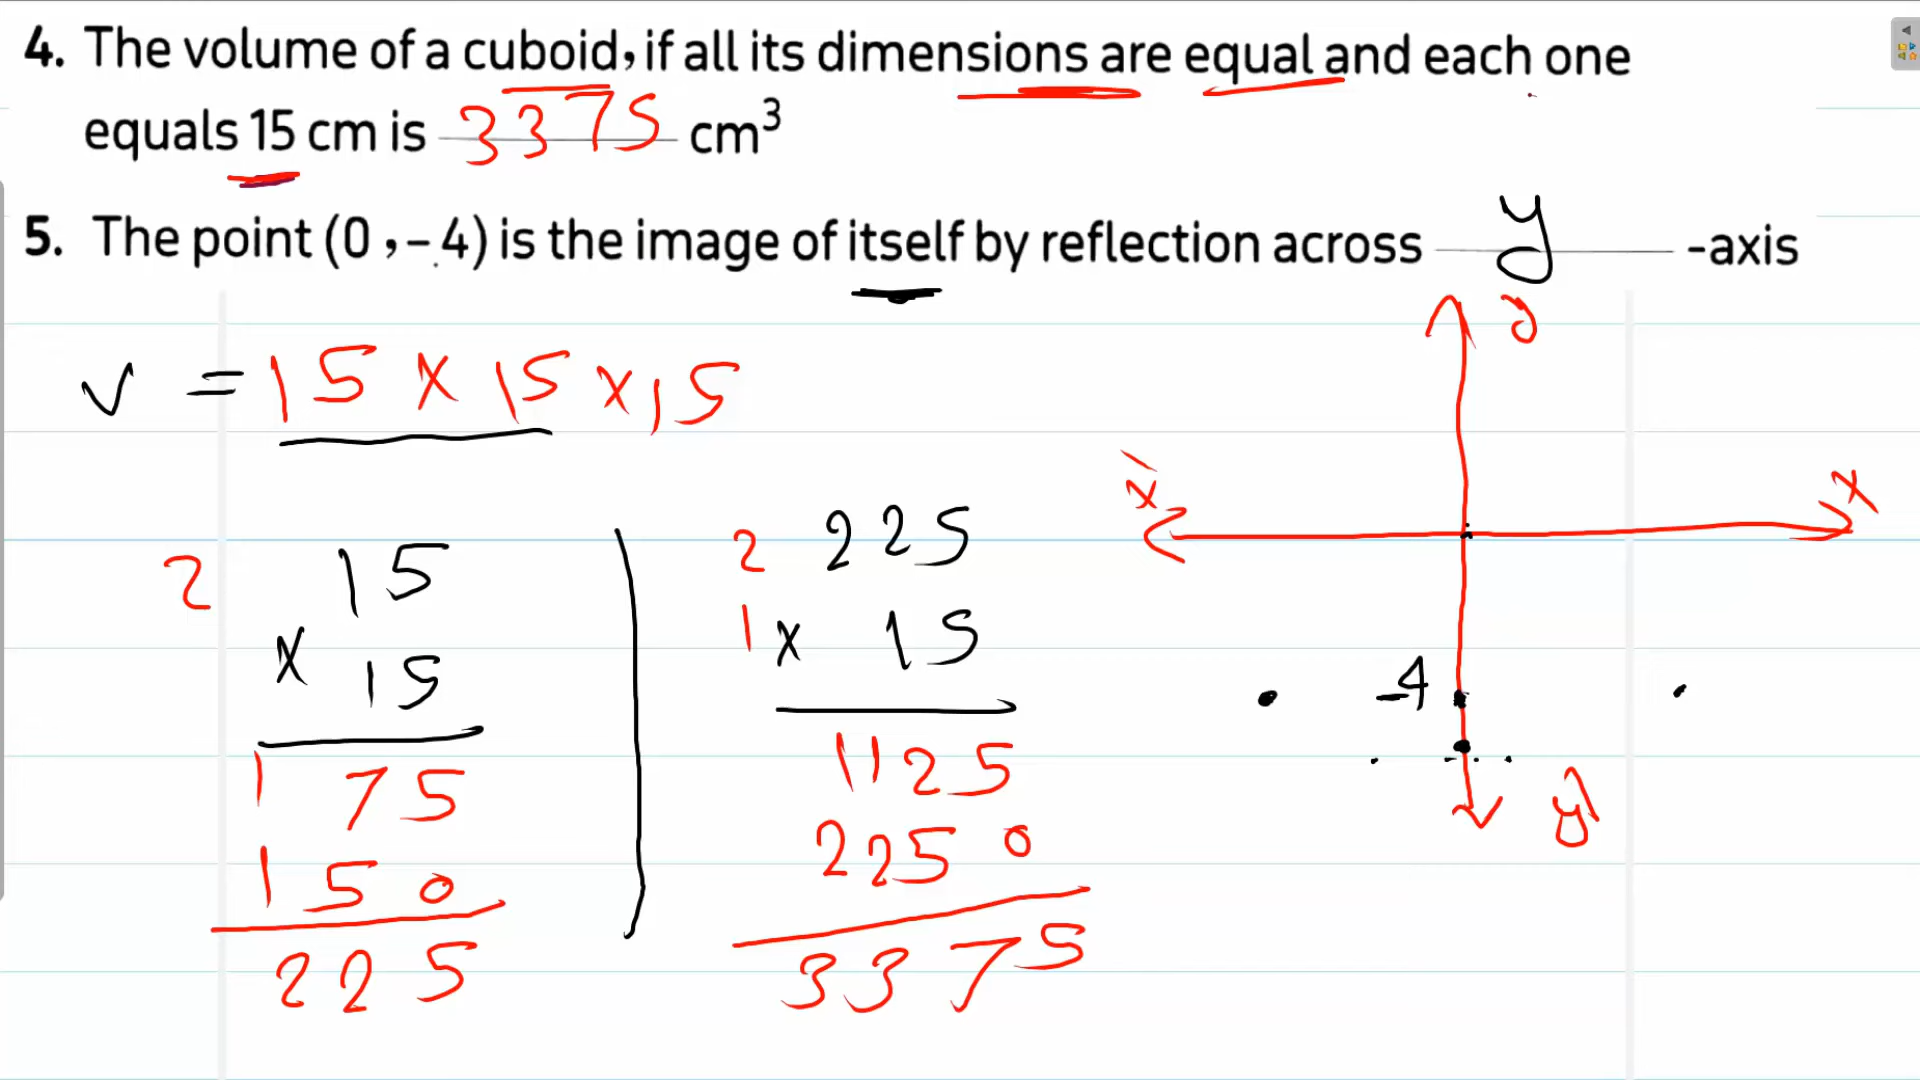 4. The volume of a cuboid, if all its dimensions are equal and each one
equals 15 cm is 3375 cm³
5. The point (0, -4) is the image of itself by reflection across y -axis
v = 15 x 15 x 15
2 15
x 15
175
150
225
2 225
1 x 15
1125
2250
3375
x
x
-4
y